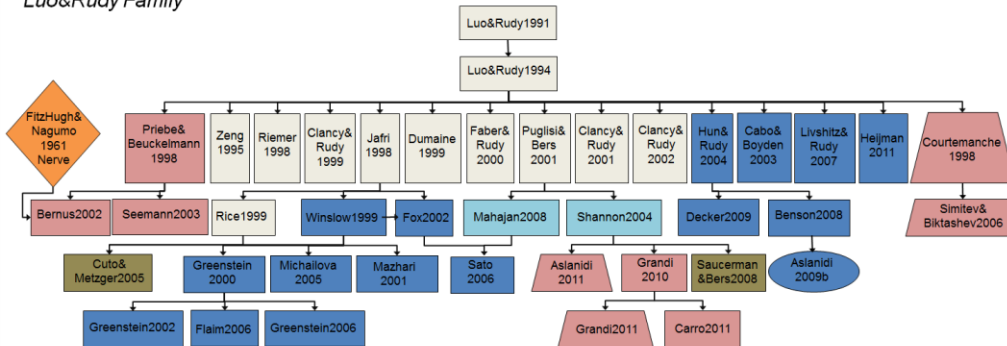 Luo&Rudy Family
Luo&Rudy1991
Luo&Rudy1994
FitzHugh&
Nagumo
1961
Nerve
Priebe&
Beuckelmann
1998
Zeng
1995
Riemer
1998
Clancy&
Rudy
1999
Jafri
1998
Dumaine
1999
Faber&
Rudy
2000
Puglisi&
Bers
2001
Clancy&
Rudy
2001
Clancy&
Rudy
2002
Hun&
Rudy
2004
Cabo&
Boyden
2003
Livshitz&
Rudy
2007
Heijman
2011
Courtemanche
1998
Bernus2002
Seemann2003
Rice1999
Winslow1999
Fox2002
Mahajan2008
Shannon2004
Decker2009
Benson2008
Simitev&
Biktashev2006
Cuto&
Metzger2005
Greenstein
2000
Michailova
2005
Mazhari
2001
Sato
2006
Aslanidi
2011
Grandi
2010
Saucerman
&Bers2008
Aslanidi
2009b
Greenstein2002
Flaim2006
Greenstein2006
Grandi2011
Carro2011